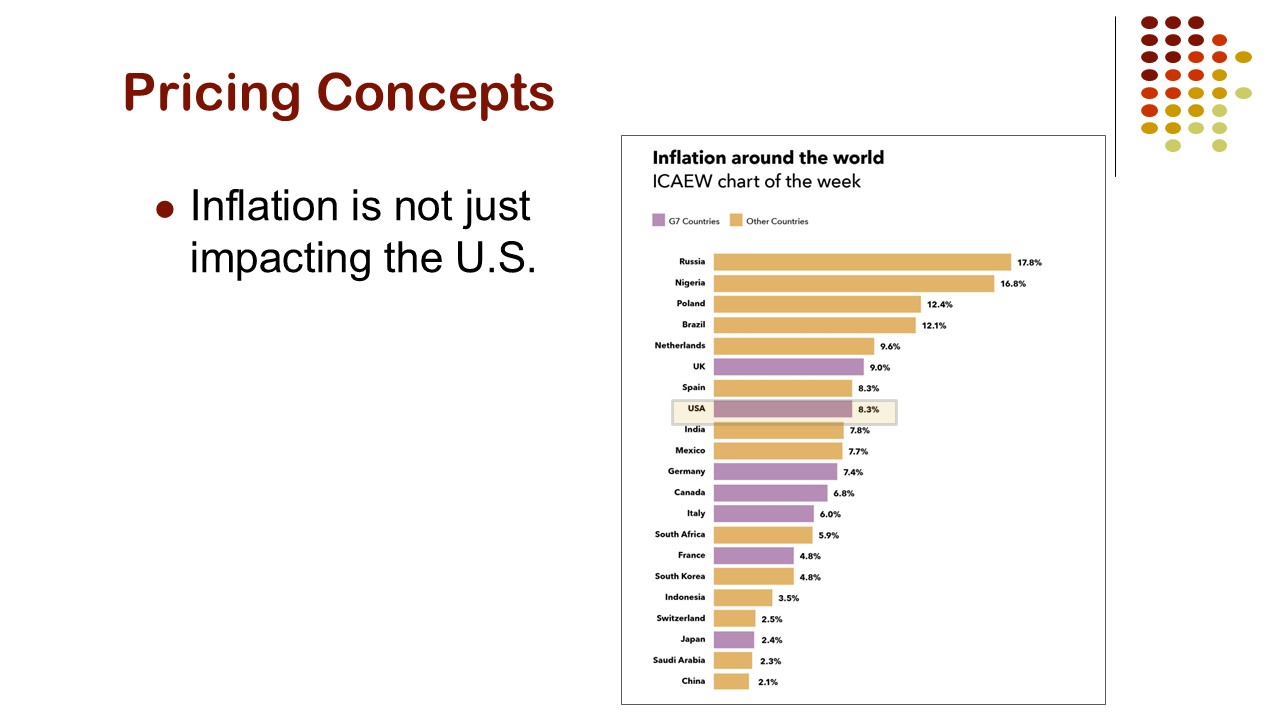 Pricing Concepts
Inflation is not just
impacting the U.S.
Inflation around the world
ICAEW chart of the week
G7 Countries Other Countries
Russia 17.8%
Nigeria 16.8%
Poland 12.4%
Brazil 12.1%
Netherlands 9.6%
UK 9.0%
Spain 8.3%
USA 8.3%
India 7.8%
Mexico 7.7%
Germany 7.4%
Canada 6.8%
Italy 6.0%
South Africa 5.9%
France 4.8%
South Korea 4.8%
Indonesia 3.5%
Switzerland 2.5%
Japan 2.4%
Saudi Arabia 2.3%
China 2.1%